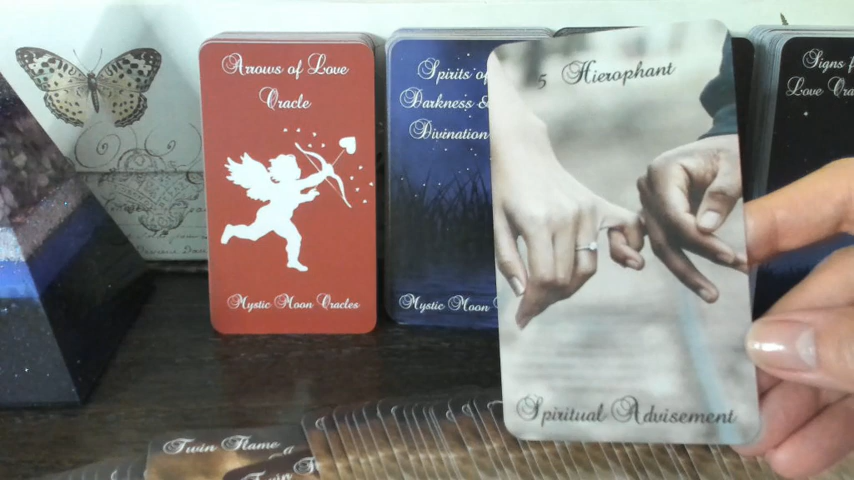 Arrows of Love
Oracle
Mystic Moon Oracles
Spirits of
Darkness &
Divination
Mystic Moon
5 Hierophant
Spiritual Advisement
Signs
Love
Twin Flame